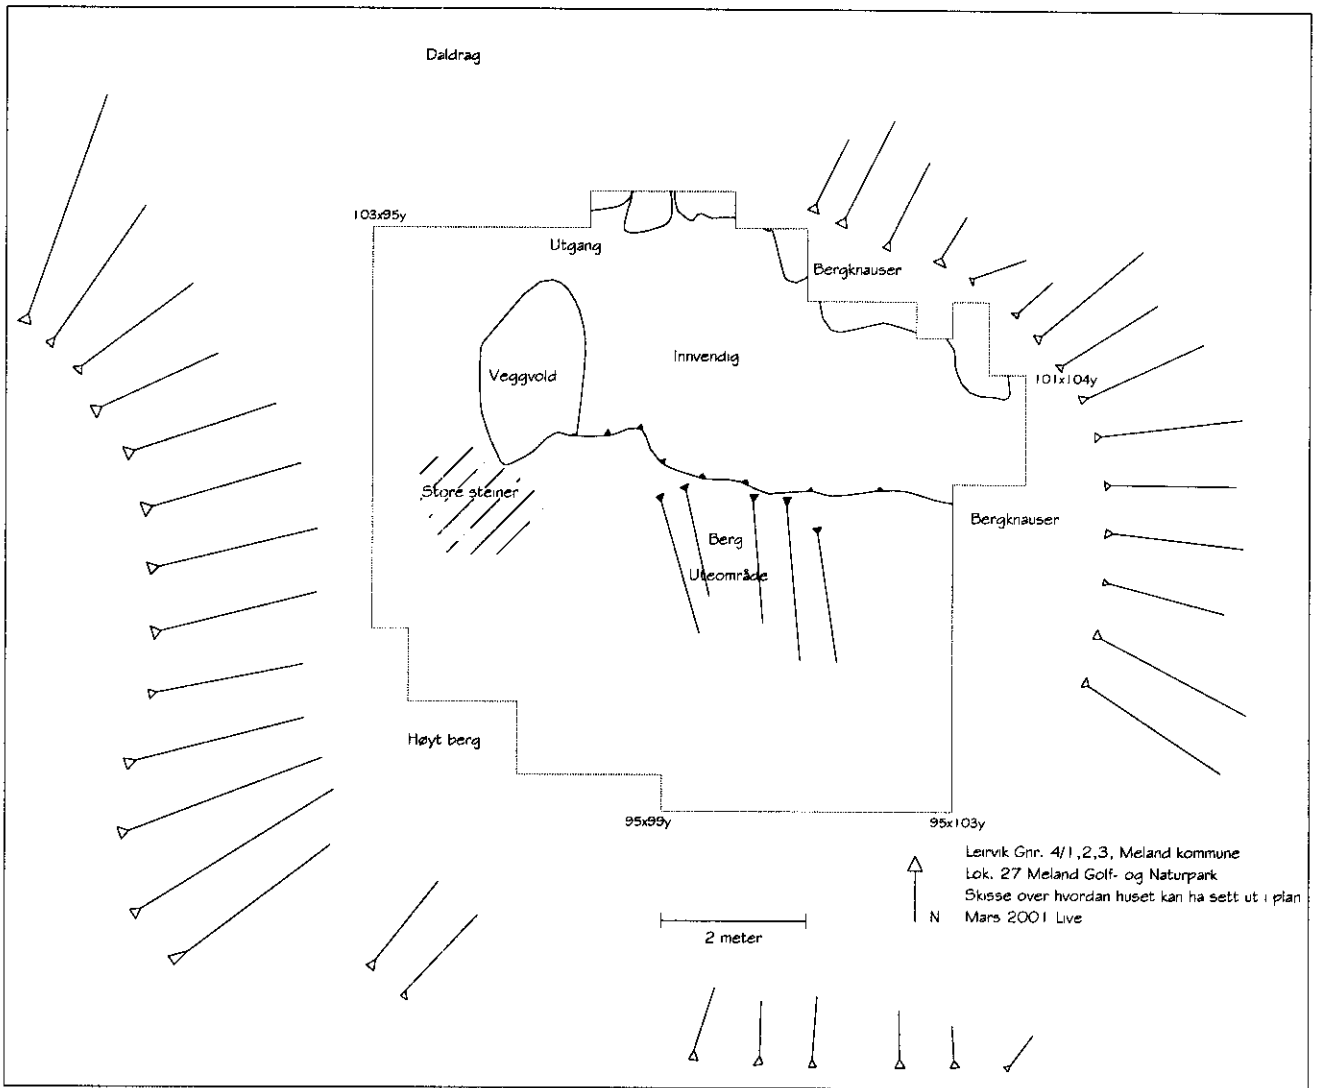 Daldrag
103x95y
Utgang
Bergknauser
Innvendig
Veggvold
101x104y
Store steiner
Bergknauser
Berg
Uteområde
Høyt berg
95x99y
95x103y
Leirvik Gnr. 4/1,2,3, Meland kommune
Lok. 27 Meland Golf- og Naturpark
Skisse over hvordan huset kan ha sett ut i plan
N Mars 2001 Live
2 meter